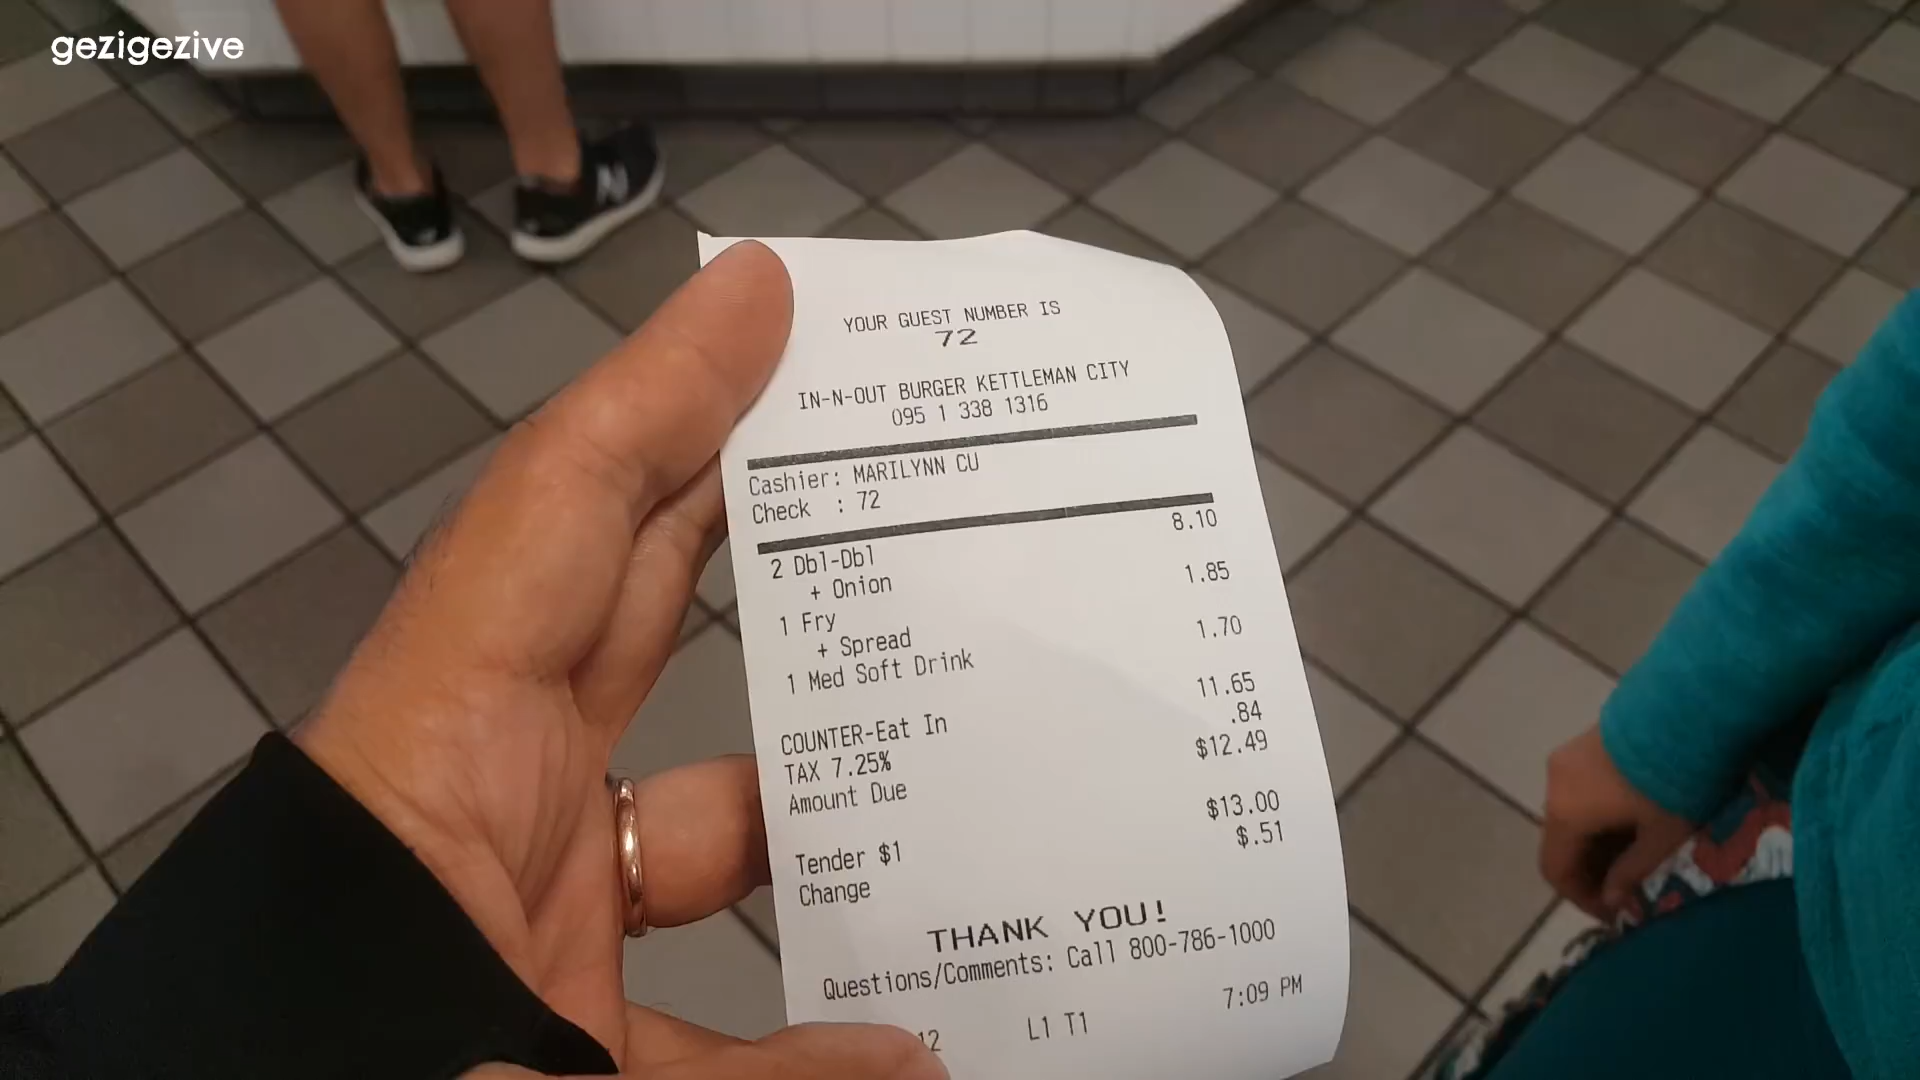 gezigezive
YOUR GUEST NUMBER IS
72
IN-N-OUT BURGER KETTLEMAN CITY
095 1 338 1316
Cashier: MARILYNN CU
Check : 72
2 Dbl-Dbl 8.10
+ Onion
1 Fry 1.85
+ Spread
1 Med Soft Drink 1.70
COUNTER-Eat In 11.65
TAX 7.25% .84
Amount Due $12.49
Tender $1 $13.00
Change $.51
THANK YOU!
Questions/Comments: Call 800-786-1000
12 L1 T1 7:09 PM
N